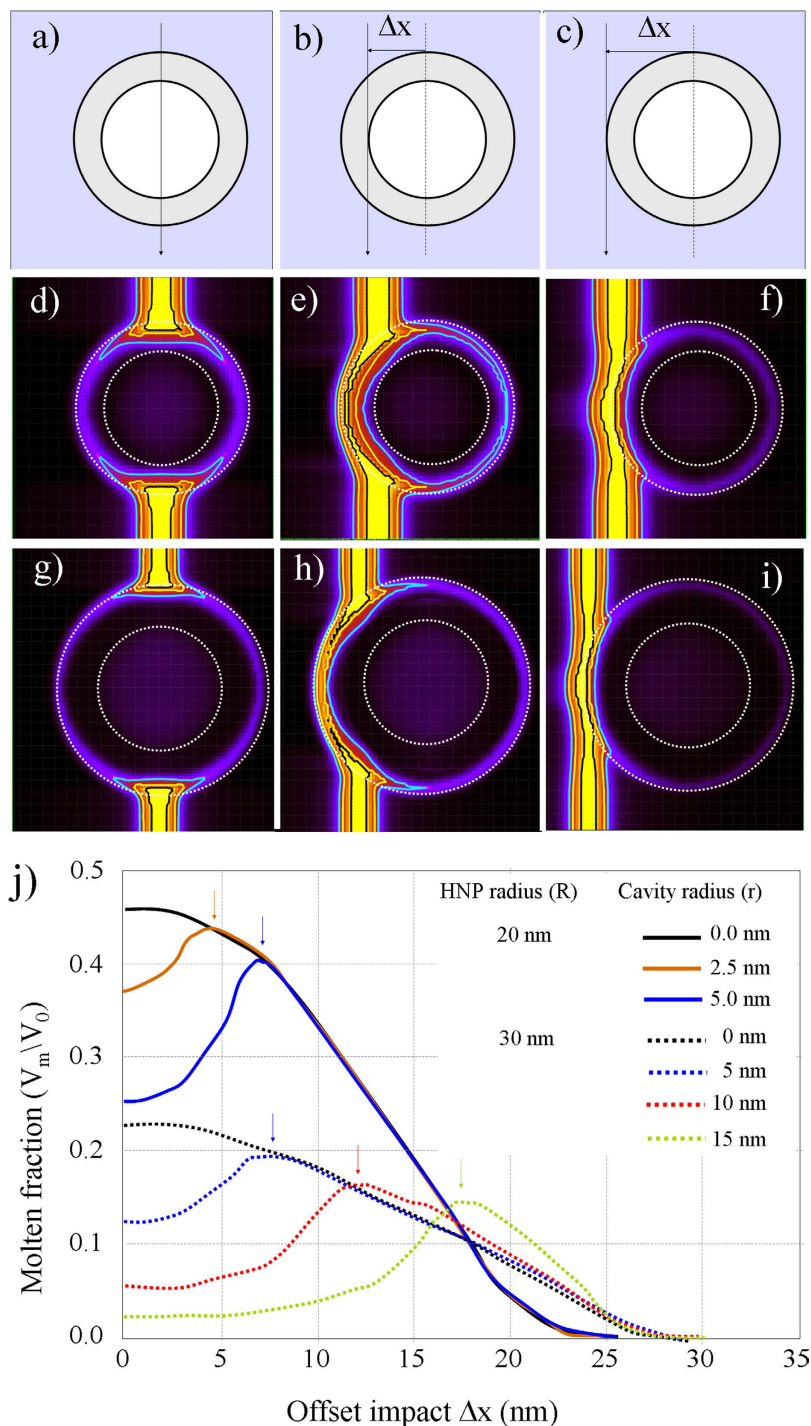 a)
b)
Δx
c)
Δx
d)
e)
f)
g)
h)
i)
j)
0.5
0.4
0.3
0.2
0.1
0.0
Molten fraction (V_m\V_0)
HNP radius (R)
Cavity radius (r)
20 nm
0.0 nm
2.5 nm
5.0 nm
30 nm
0 nm
5 nm
10 nm
15 nm
0 5 10 15 20 25 30 35
Offset impact Δx (nm)